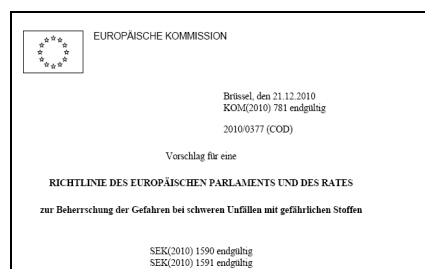 EUROPÄISCHE KOMMISSION
Brüssel, den 21.12.2010
KOM(2010) 781 endgültig
2010/0377 (COD)
Vorschlag für eine
RICHTLINIE DES EUROPÄISCHEN PARLAMENTS UND DES RATES
zur Beherrschung der Gefahren bei schweren Unfällen mit gefährlichen Stoffen
SEK(2010) 1590 endgültig
SEK(2010) 1591 endgültig